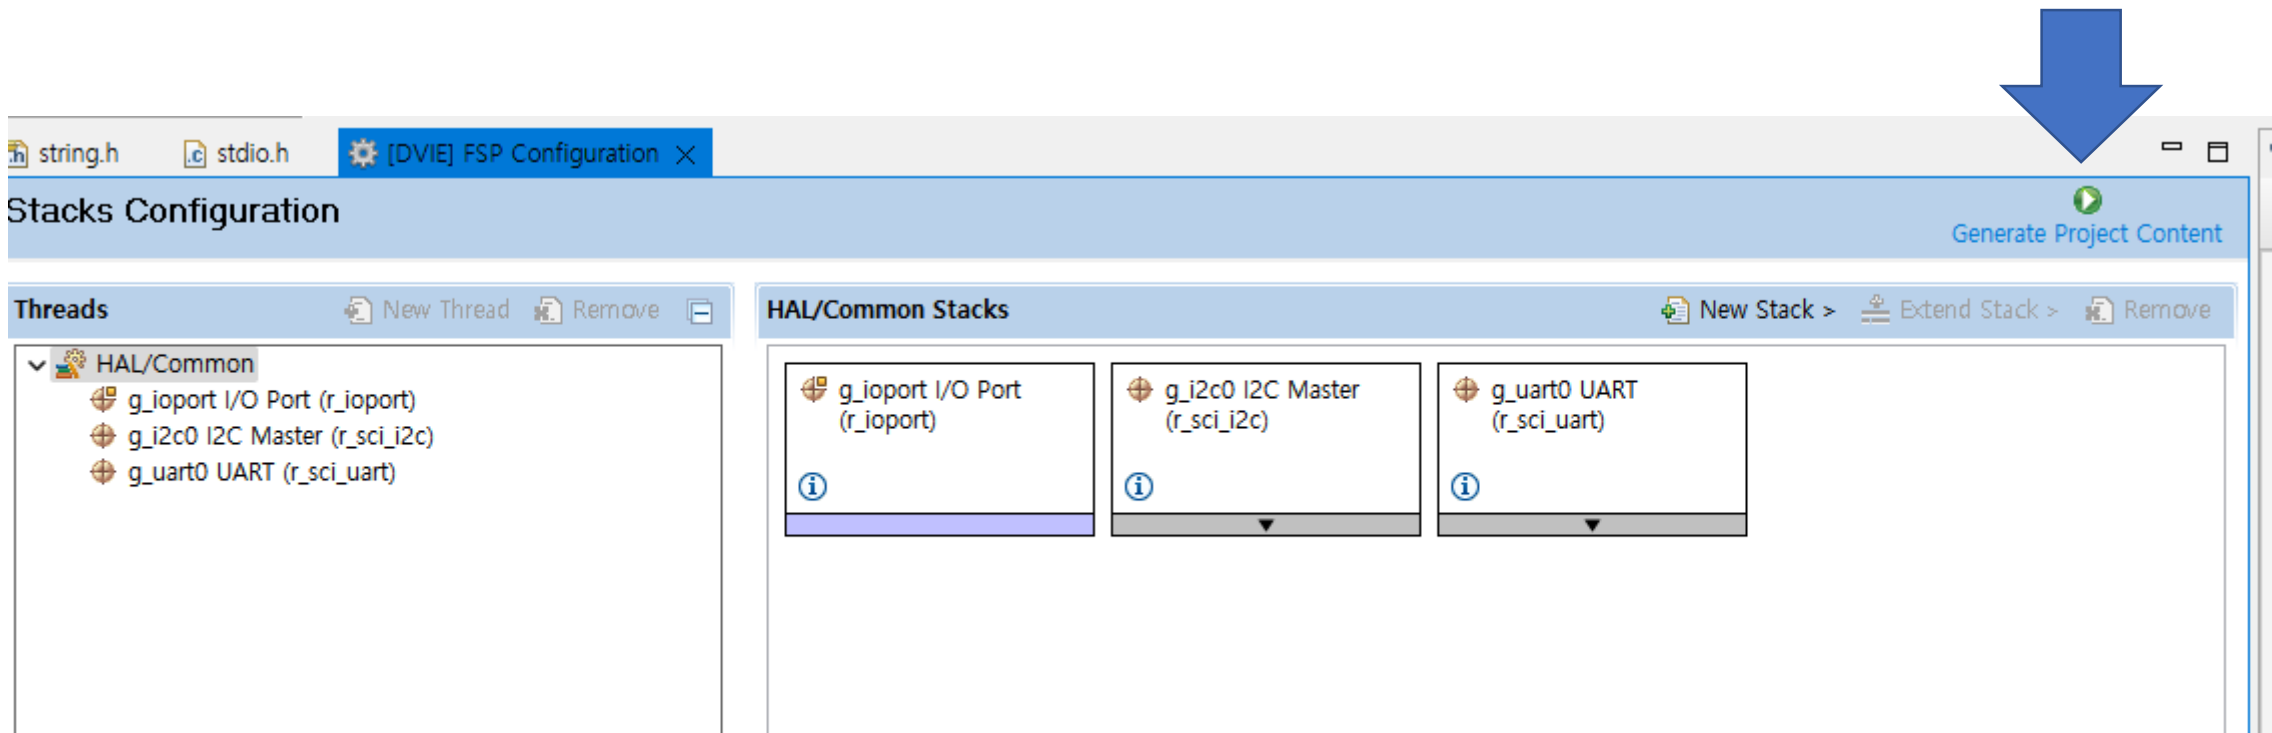 string.h stdio.h [DVIE] FSP Configuration
Stacks Configuration
Generate Project Content
Threads New Thread Remove
HAL/Common Stacks New Stack > Extend Stack > Remove
HAL/Common
g_ioport I/O Port (r_ioport)
g_i2c0 I2C Master (r_sci_i2c)
g_uart0 UART (r_sci_uart)
g_ioport I/O Port
(r_ioport)
g_i2c0 I2C Master
(r_sci_i2c)
g_uart0 UART
(r_sci_uart)